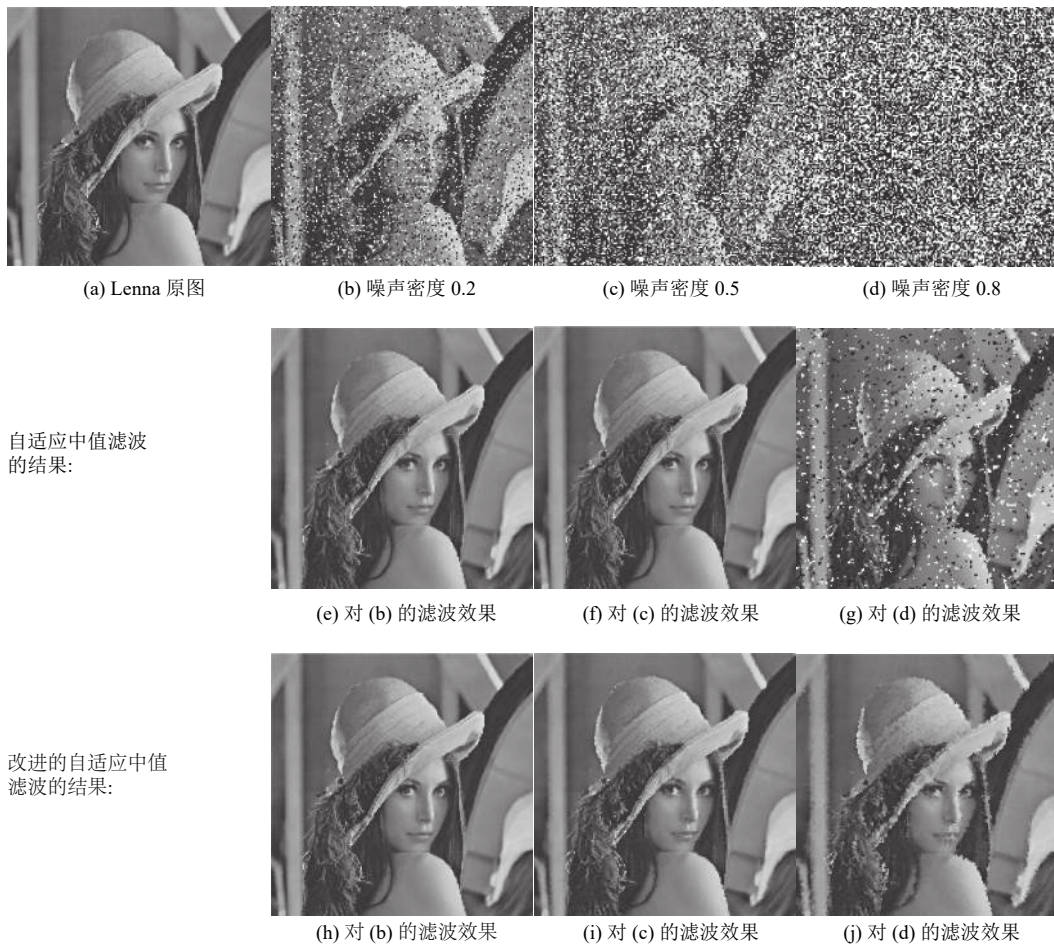 (a) Lenna 原图
(b) 噪声密度 0.2
(c) 噪声密度 0.5
(d) 噪声密度 0.8
自适应中值滤波
的结果:
(e) 对 (b) 的滤波效果
(f) 对 (c) 的滤波效果
(g) 对 (d) 的滤波效果
改进的自适应中值
滤波的结果:
(h) 对 (b) 的滤波效果
(i) 对 (c) 的滤波效果
(j) 对 (d) 的滤波效果